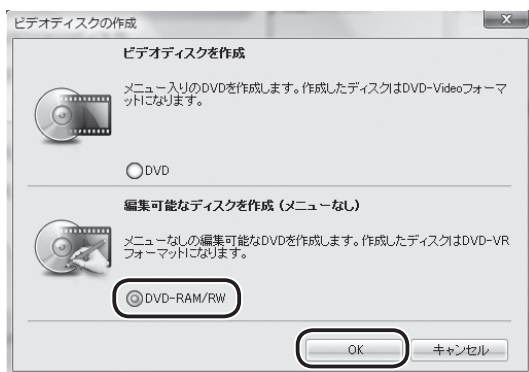 ビデオディスクの作成
ビデオディスクを作成
メニュー入りのDVDを作成します。作成したディスクはDVD-Videoフォーマ
ットになります。
DVD
編集可能なディスクを作成（メニューなし）
メニューなしの編集可能なDVDを作成します。作成したディスクはDVD-VR
フォーマットになります。
DVD-RAM/RW
OK
キャンセル